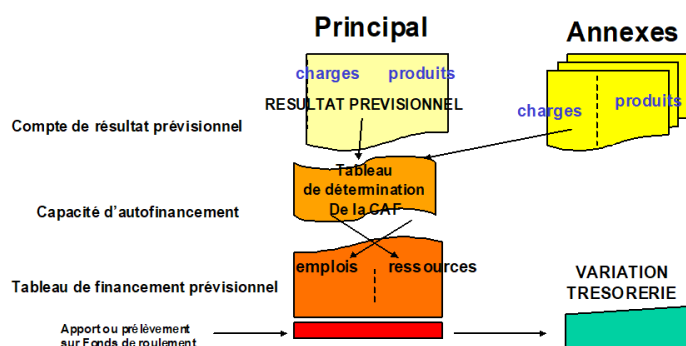 Principal
Annexes
charges produits
RESULTAT PREVISIONNEL
charges produits
Compte de résultat prévisionnel
Tableau
de détermination
De la CAF
Capacité d'autofinancement
emplois ressources
Tableau de financement prévisionnel
VARIATION
TRESORERIE
Apport ou prélèvement
sur Fonds de roulement